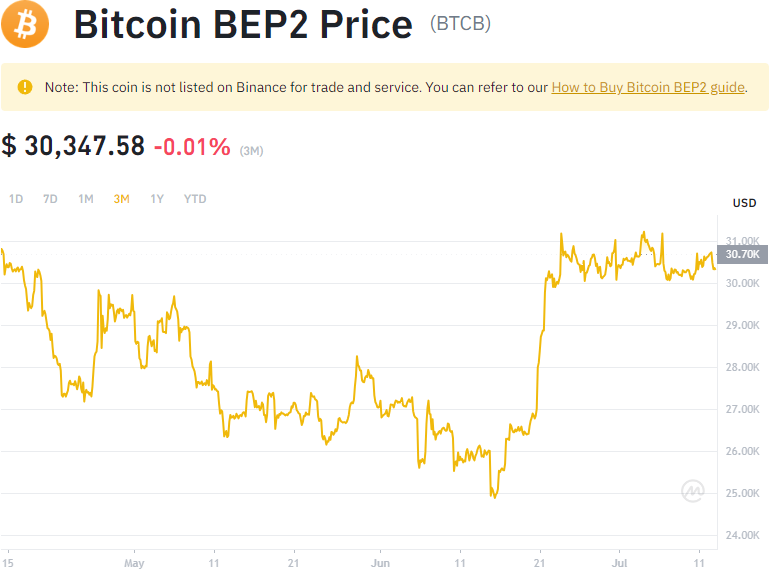 Bitcoin BEP2 Price (BTCB)
Note: This coin is not listed on Binance for trade and service. You can refer to our How to Buy Bitcoin BEP2 guide.
$ 30,347.58 -0.01% (3M)
1D 7D 1M 3M 1Y YTD
USD
31.00K
30.70K
30.00K
29.00K
28.00K
27.00K
26.00K
25.00K
24.00K
15 May 11 21 Jun 11 21 Jul 11